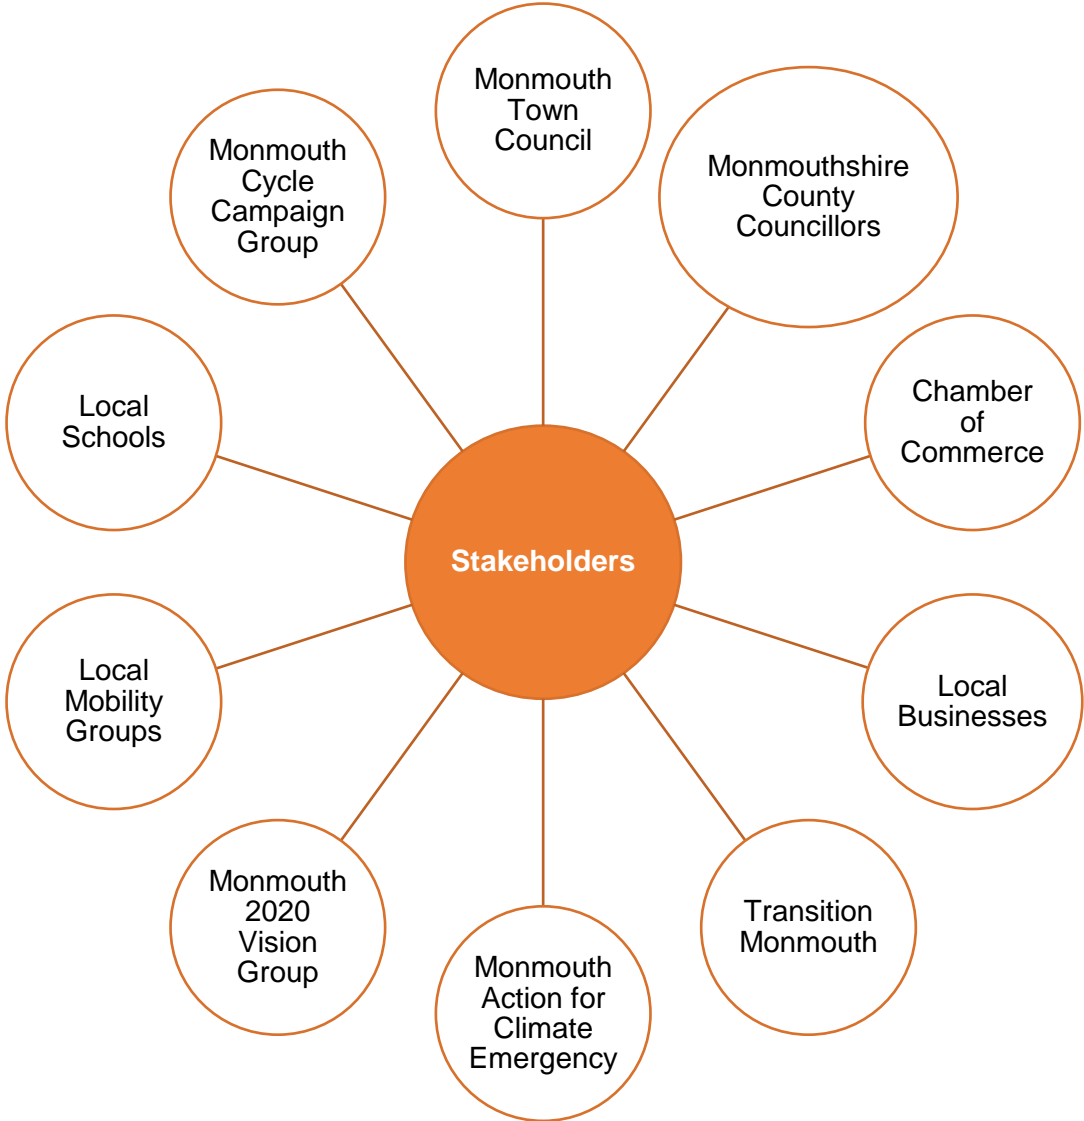 Monmouth
Town
Council
Monmouthshire
County
Councillors
Chamber
of
Commerce
Local
Businesses
Transition
Monmouth
Monmouth
Action for
Climate
Emergency
Monmouth
2020
Vision
Group
Local
Mobility
Groups
Local
Schools
Monmouth
Cycle
Campaign
Group
Stakeholders